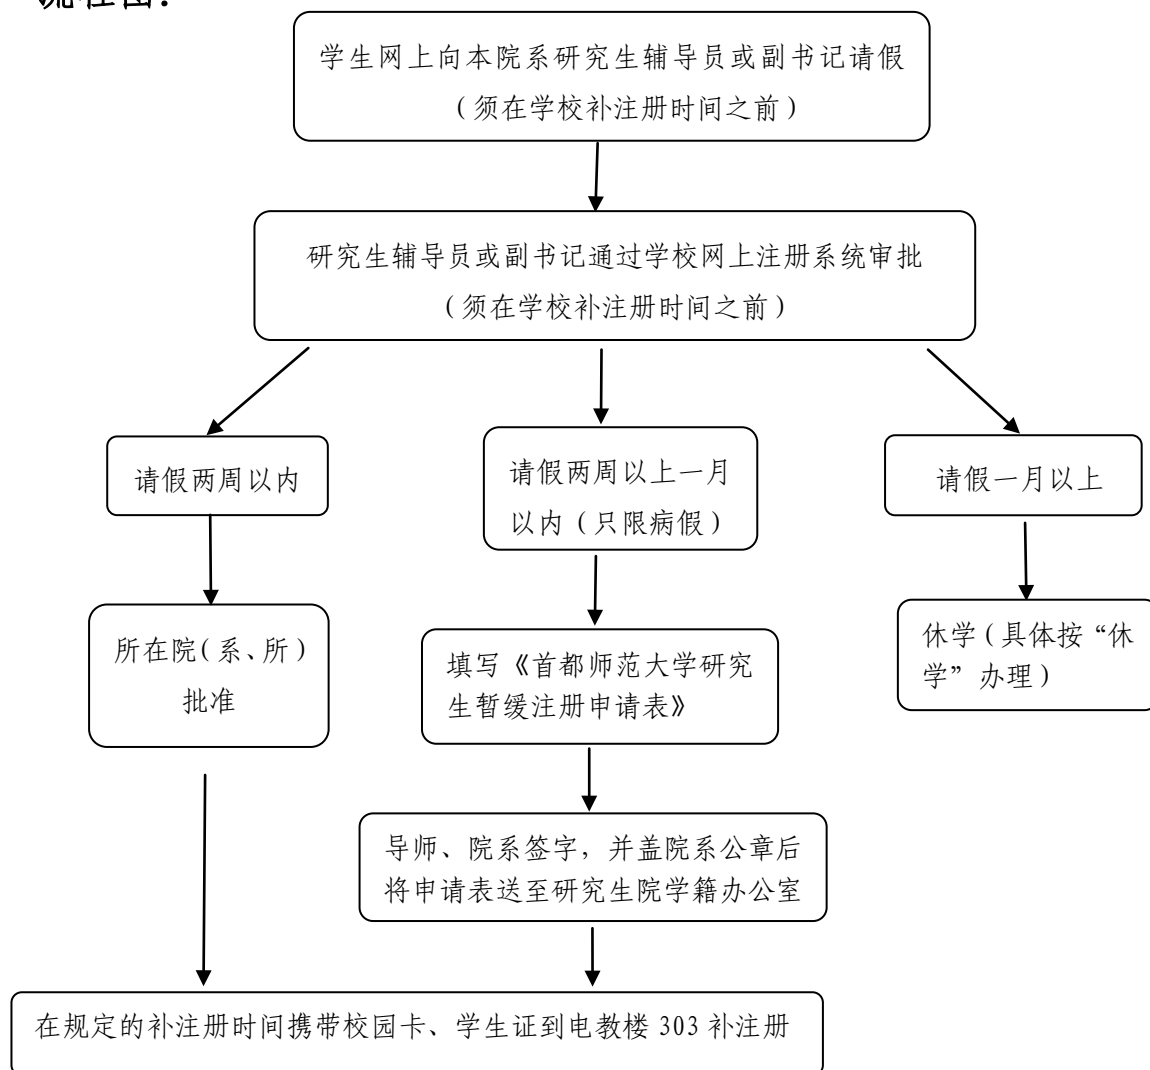 流程图：
学生网上向本院系研究生辅导员或副书记请假
（须在学校补注册时间之前）
研究生辅导员或副书记通过学校网上注册系统审批
（须在学校补注册时间之前）
请假两周以内
请假两周以上一月
以内（只限病假）
请假一月以上
所在院（系、所）
批准
填写《首都师范大学研究
生暂缓注册申请表》
休学（具体按“休
学”办理）
导师、院系签字，并盖院系公章后
将申请表送至研究生院学籍办公室
在规定的补注册时间携带校园卡、学生证到电教楼 303 补注册